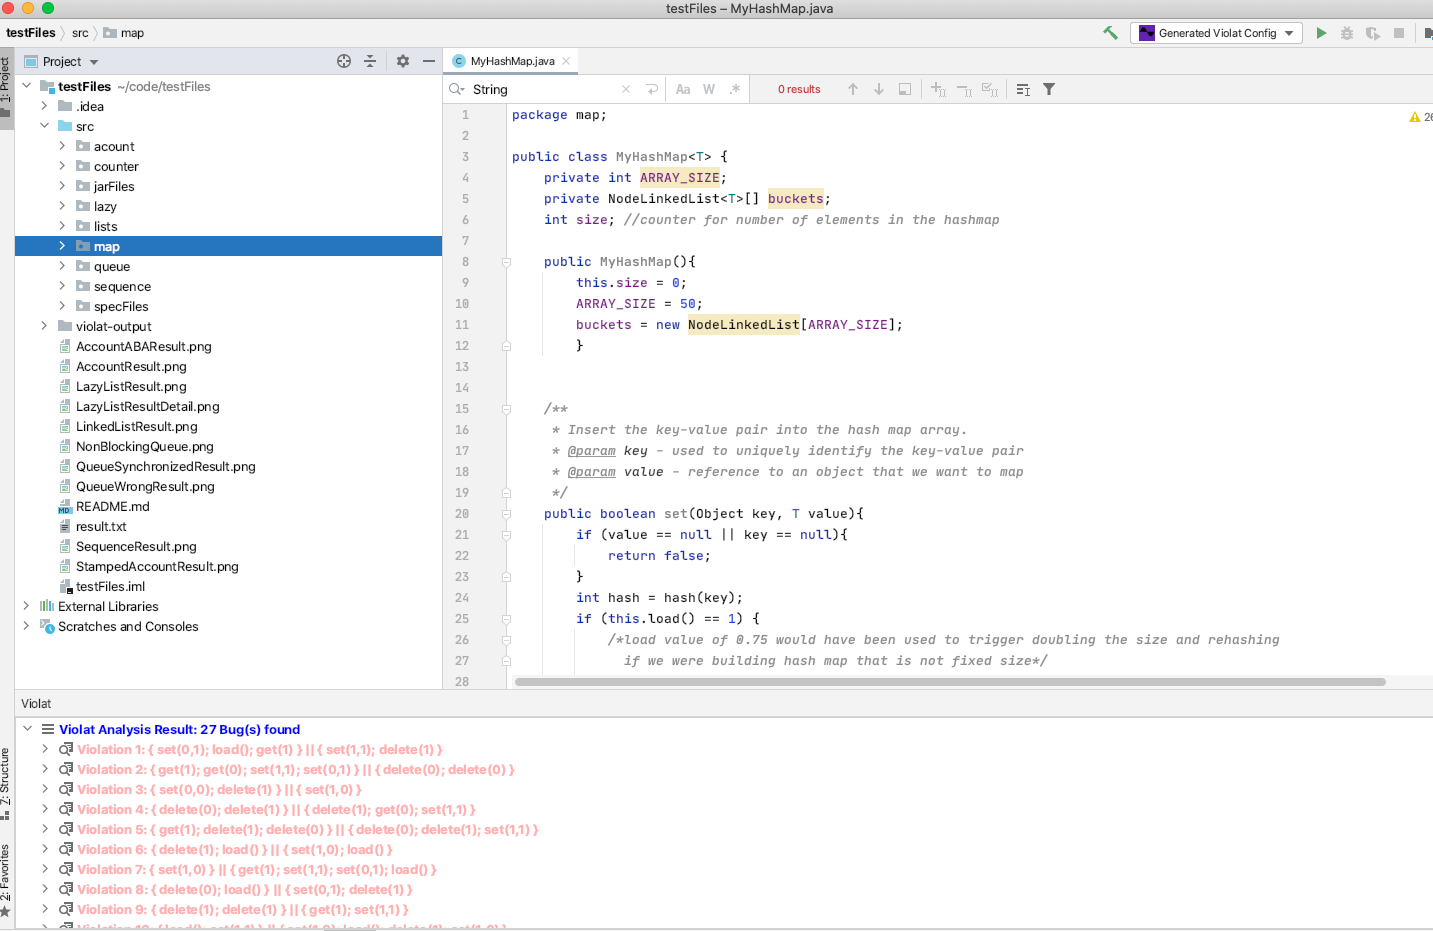 testFiles – MyHashMap.java
testFiles src map
Generated Violat Config
1: Project
Project
MyHashMap.java
testFiles ~/code/testFiles
String
Aa W .*
0 results
.idea
src
acount
counter
jarFiles
lazy
lists
map
queue
sequence
specFiles
violat-output
AccountABAResult.png
AccountResult.png
LazyListResult.png
LazyListResultDetail.png
LinkedListResult.png
NonBlockingQueue.png
QueueSynchronizedResult.png
QueueWrongResult.png
README.md
result.txt
SequenceResult.png
StampedAccountResult.png
testFiles.iml
External Libraries
Scratches and Consoles
1 package map;
2
3 public class MyHashMap<T> {
4 private int ARRAY_SIZE;
5 private NodeLinkedList<T>[] buckets;
6 int size; //counter for number of elements in the hashmap
7
8 public MyHashMap(){
9 this.size = 0;
10 ARRAY_SIZE = 50;
11 buckets = new NodeLinkedList[ARRAY_SIZE];
12 }
13
14
15 /**
16 * Insert the key-value pair into the hash map array.
17 * @param key - used to uniquely identify the key-value pair
18 * @param value - reference to an object that we want to map
19 */
20 public boolean set(Object key, T value){
21 if (value == null || key == null){
22 return false;
23 }
24 int hash = hash(key);
25 if (this.load() == 1) {
26 /*load value of 0.75 would have been used to trigger doubling the size and rehashing
27 if we were building hash map that is not fixed size*/
28
Violat
Violat Analysis Result: 27 Bug(s) found
Violation 1: { set(0,1); load(); get(1) } || { set(1,1); delete(1) }
Violation 2: { get(1); get(0); set(1,1); set(0,1) } || { delete(0); delete(0) }
Violation 3: { set(0,0); delete(1) } || { set(1,0) }
Violation 4: { delete(0); delete(1) } || { delete(1); get(0); set(1,1) }
Violation 5: { get(1); delete(1); delete(0) } || { delete(0); delete(1); set(1,1) }
Violation 6: { delete(1); load() } || { set(1,0); load() }
Violation 7: { set(1,0) } || { get(1); set(1,1); set(0,1); load() }
Violation 8: { delete(0); load() } || { set(0,1); delete(1) }
Violation 9: { delete(1); delete(1) } || { get(1); set(1,1) }
7: Structure
2: Favorites